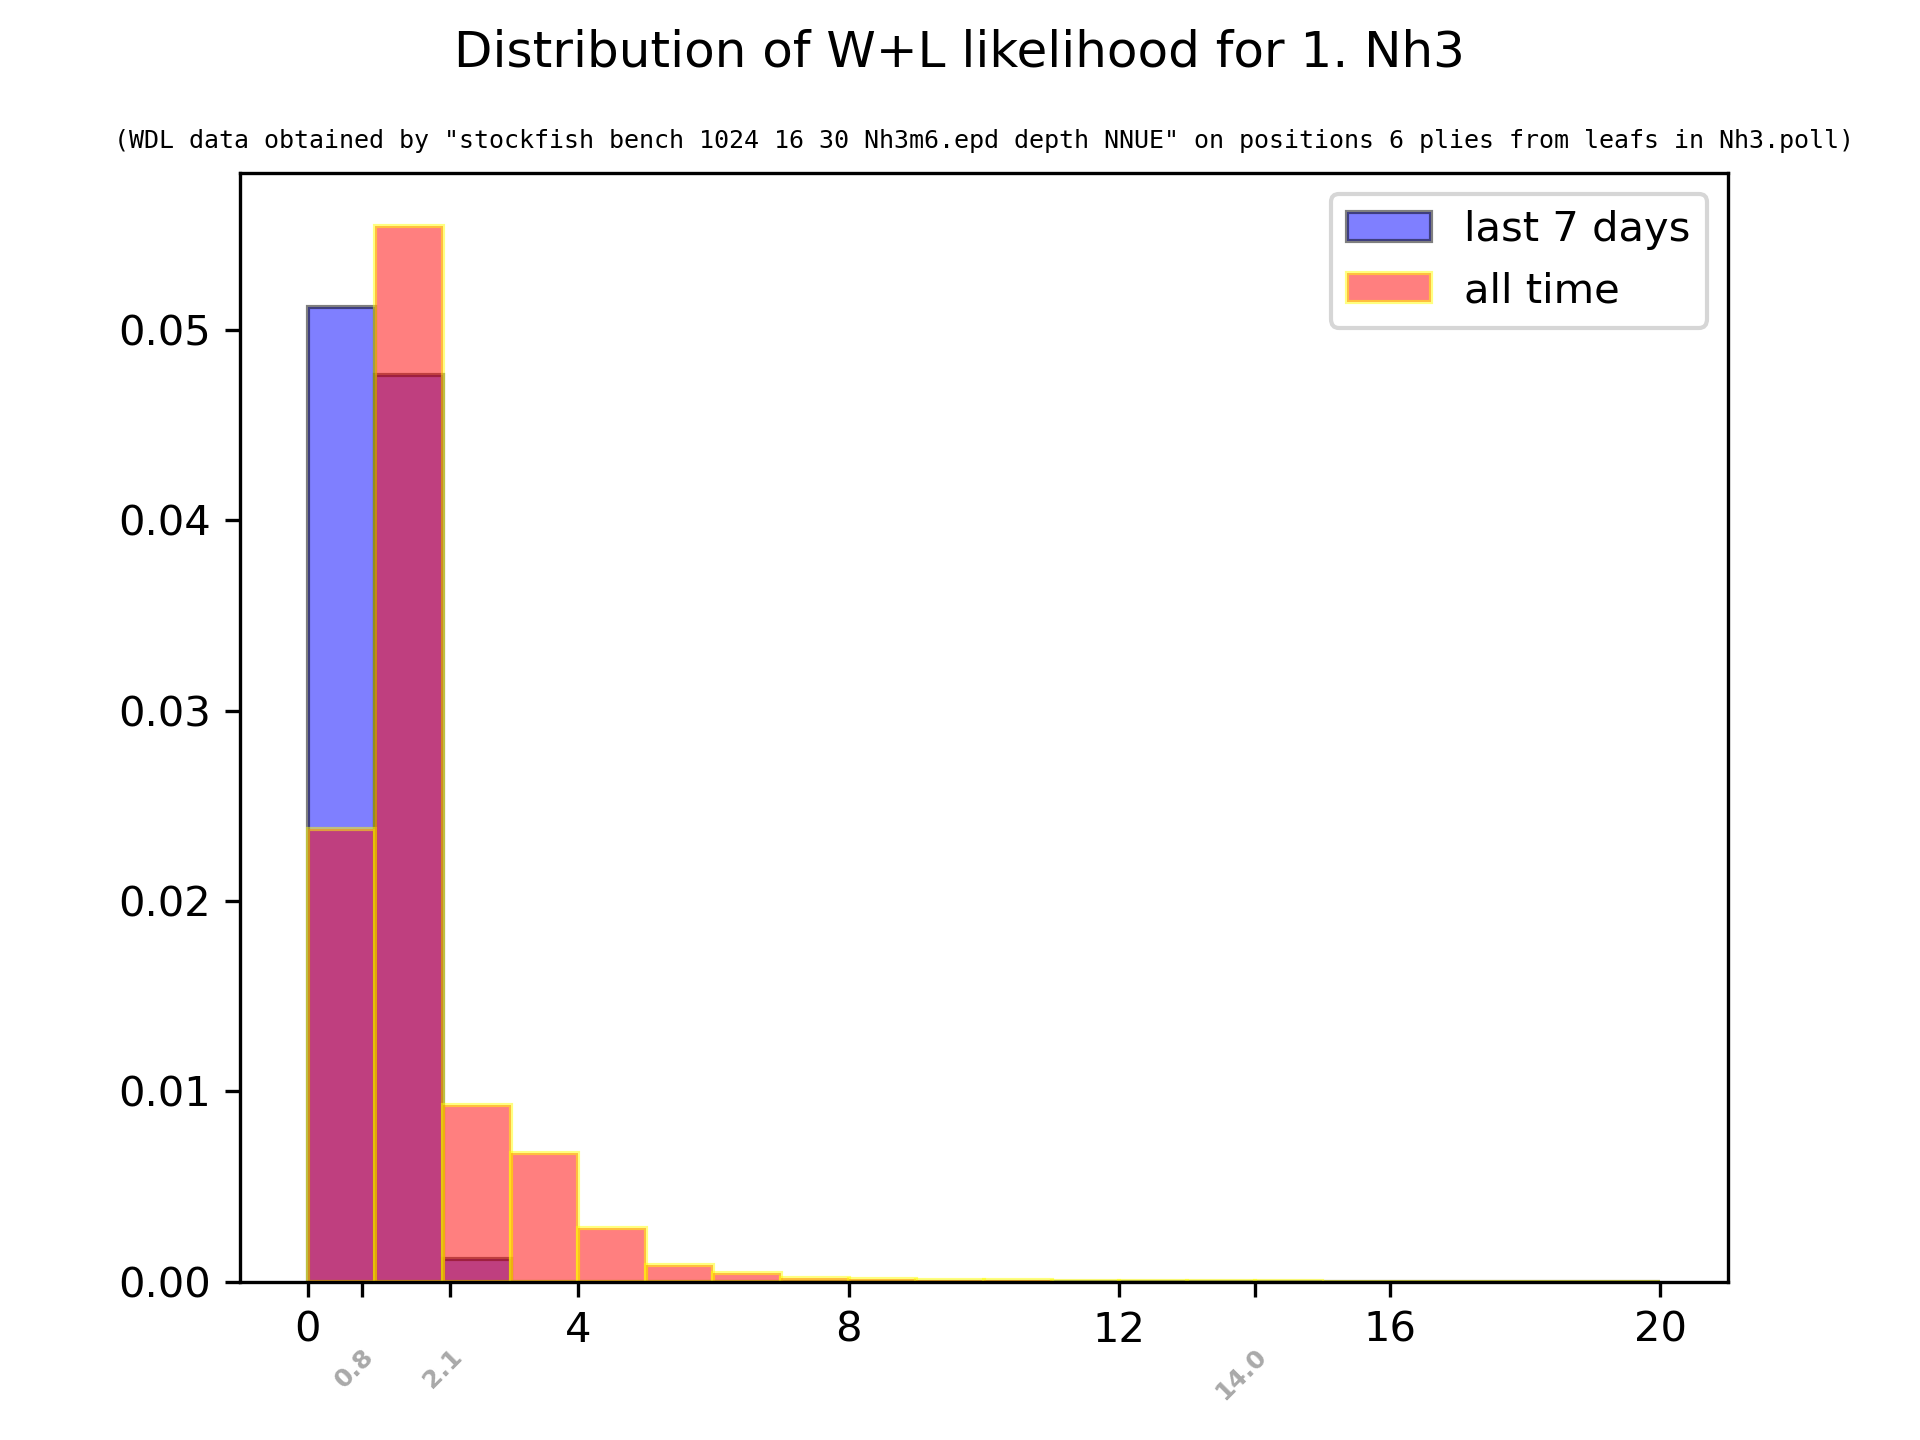 Distribution of W+L likelihood for 1. Nh3
(WDL data obtained by "stockfish bench 1024 16 30 Nh3m6.epd depth NNUE" on positions 6 plies from leafs in Nh3.poll)
last 7 days
all time
0.05
0.04
0.03
0.02
0.01
0.00
0 4 8 12 16 20
0.8 2.1 14.0